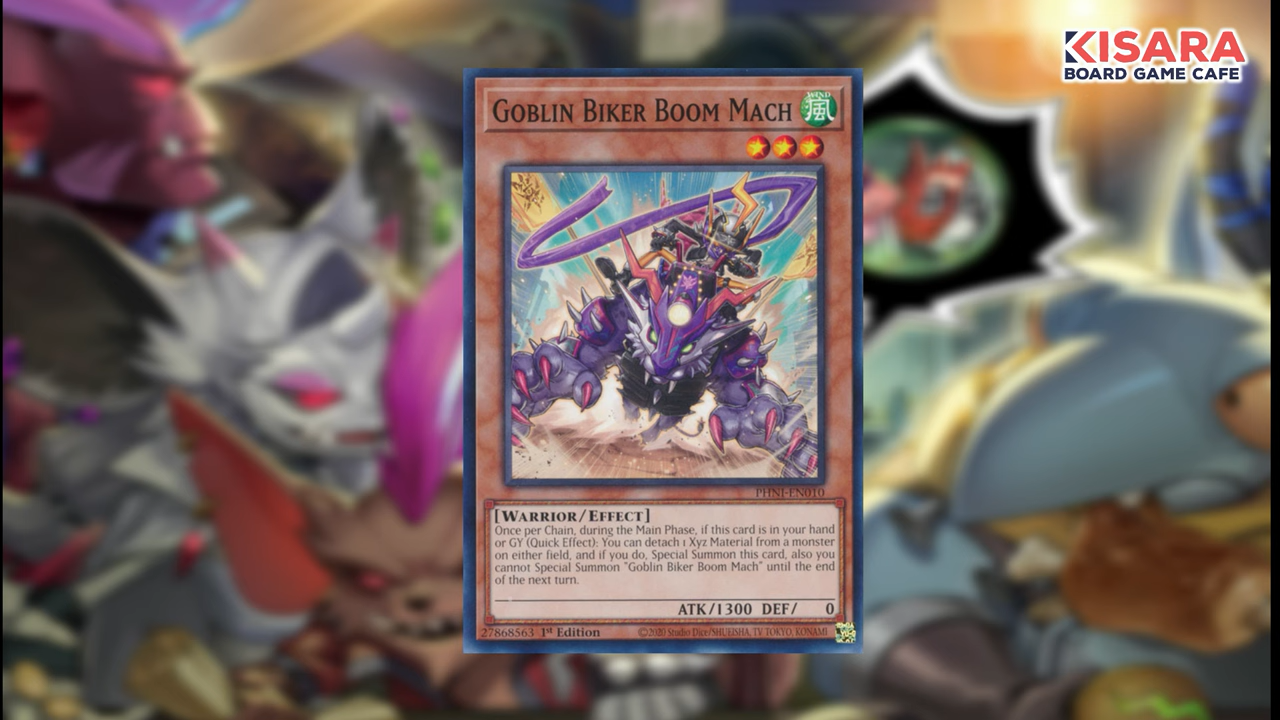 KISARA
BOARD GAME CAFE
GOBLIN BIKER BOOM MACH
WIND
風
PHNI-EN010
[WARRIOR/EFFECT]
Once per Chain, during the Main Phase, if this card is in your hand
or GY (Quick Effect): You can detach 1 Xyz Material from a monster
on either field, and if you do, Special Summon this card, also you
cannot Special Summon "Goblin Biker Boom Mach" until the end
of the next turn.
ATK/1300 DEF/ 0
27868563 1st Edition ©2020 Studio Dice/SHUEISHA, TV TOKYO, KONAMI